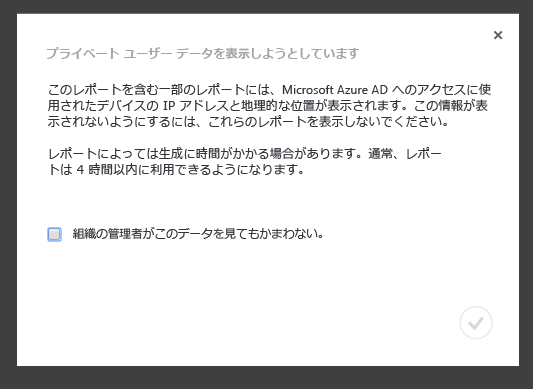 プライベート ユーザー データを表示しようとしています
このレポートを含む一部のレポートには、Microsoft Azure AD へのアクセスに使
用されたデバイスの IP アドレスと地理的な位置が表示されます。この情報が表
示されないようにするには、これらのレポートを表示しないでください。
レポートによっては生成に時間がかかる場合があります。通常、レポー
トは 4 時間以内に利用できるようになります。
組織の管理者がこのデータを見てもかまわない。